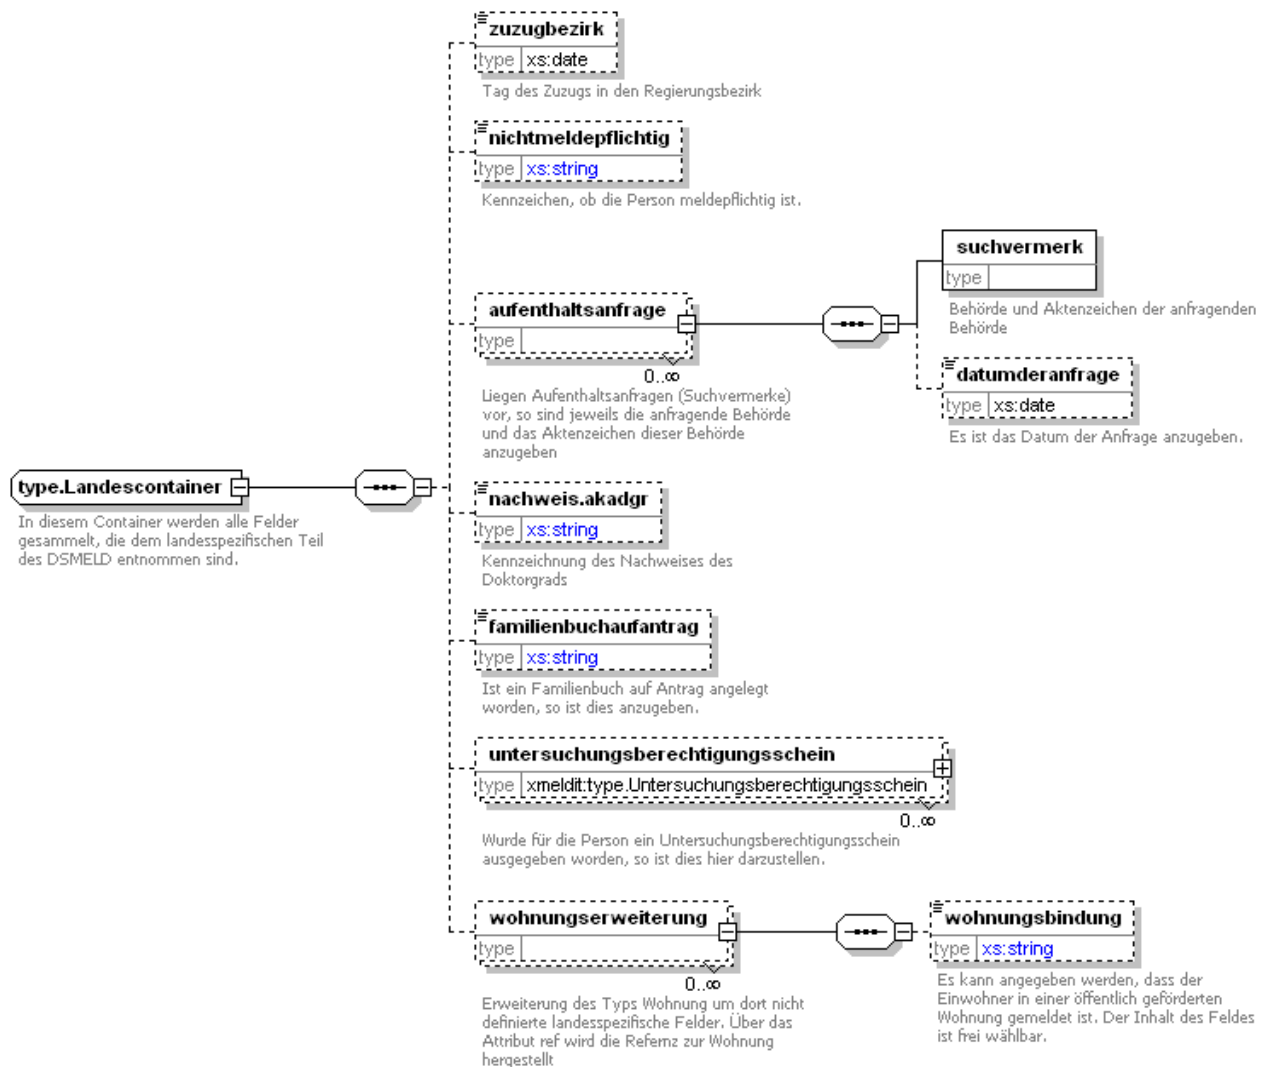 zuzugbezirk
type xs:date
Tag des Zuzugs in den Regierungsbezirk
nichtmeldepflichtig
type xs:string
Kennzeichen, ob die Person meldepflichtig ist.
suchvermerk
type
Behörde und Aktenzeichen der anfragenden
Behörde
aufenthaltsanfrage
type
0..∞
Liegen Aufenthaltsanfragen (Suchvermerke)
vor, so sind jeweils die anfragende Behörde
und das Aktenzeichen dieser Behörde
anzugeben
datumderanfrage
type xs:date
Es ist das Datum der Anfrage anzugeben.
type.Landescontainer
In diesem Container werden alle Felder
gesammelt, die dem landesspezifischen Teil
des DSMELD entnommen sind.
nachweis.akadgr
type xs:string
Kennzeichnung des Nachweises des
Doktorgrads
familienbuchaufantrag
type xs:string
Ist ein Familienbuch auf Antrag angelegt
worden, so ist dies anzugeben.
untersuchungsberechtigungsschein
type xmeldit:type.Untersuchungsberechtigungsschein
0..∞
Wurde für die Person ein Untersuchungsberechtigungsschein
ausgegeben worden, so ist dies hier darzustellen.
wohnungserweiterung
type
0..∞
Erweiterung des Typs Wohnung um dort nicht
definierte landesspezifische Felder. Über das
Attribut ref wird die Refernz zur Wohnung
hergestellt
wohnungsbindung
type xs:string
Es kann angegeben werden, dass der
Einwohner in einer öffentlich geförderten
Wohnung gemeldet ist. Der Inhalt des Feldes
ist frei wählbar.